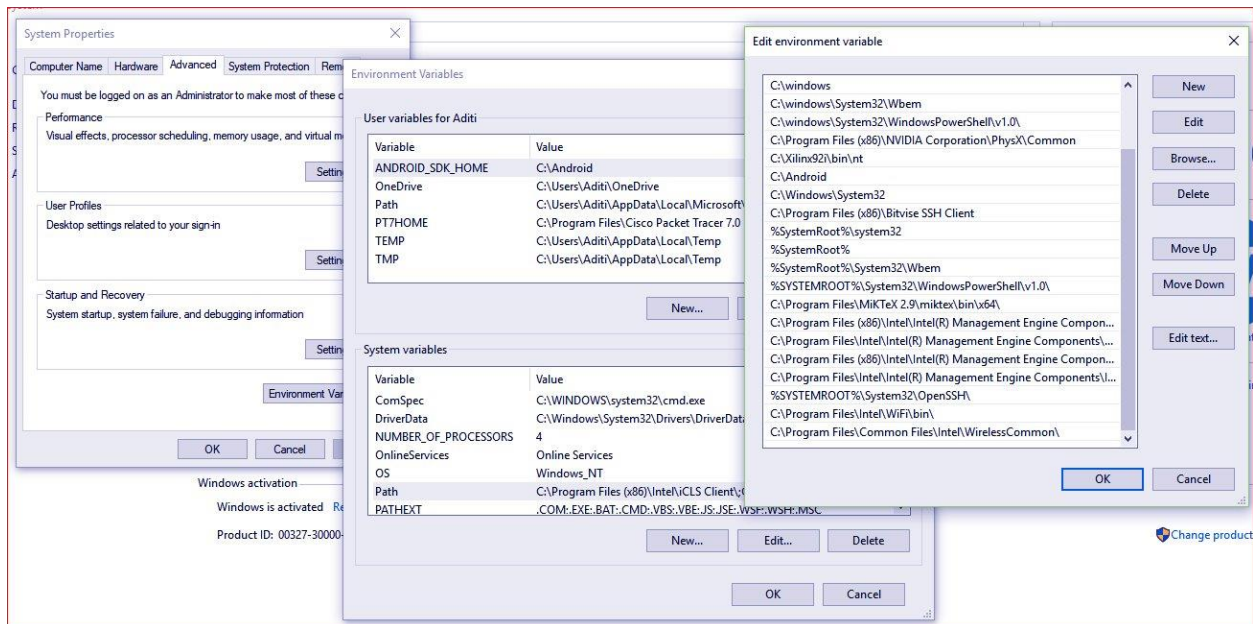 System Properties
Computer Name Hardware Advanced System Protection Rem
You must be logged on as an Administrator to make most of these c
Performance
Visual effects, processor scheduling, memory usage, and virtual m
Settin
User Profiles
Desktop settings related to your sign-in
Settin
Startup and Recovery
System startup, system failure, and debugging information
Settin
Environment Var
OK Cancel
Windows activation
Windows is activated Re
Product ID: 00327-30000-
Environment Variables
User variables for Aditi
Variable Value
ANDROID_SDK_HOME C:\Android
OneDrive C:\Users\Aditi\OneDrive
Path C:\Users\Aditi\AppData\Local\Microsoft\
PT7HOME C:\Program Files\Cisco Packet Tracer 7.0
TEMP C:\Users\Aditi\AppData\Local\Temp
TMP C:\Users\Aditi\AppData\Local\Temp
New...
System variables
Variable Value
ComSpec C:\WINDOWS\system32\cmd.exe
DriverData C:\Windows\System32\Drivers\DriverData
NUMBER_OF_PROCESSORS 4
OnlineServices Online Services
OS Windows_NT
Path C:\Program Files (x86)\Intel\iCLS Client\;C
PATHEXT .COM;.EXE;.BAT;.CMD;.VBS;.VBE;.JS;.JSE;.WSF;.WSH;.MSC
New... Edit... Delete
OK Cancel
Edit environment variable
C:\windows
C:\windows\System32\Wbem
C:\windows\System32\WindowsPowerShell\v1.0\
C:\Program Files (x86)\NVIDIA Corporation\PhysX\Common
C:\Xilinx92i\bin\nt
C:\Android
C:\Windows\System32
C:\Program Files (x86)\Bitvise SSH Client
%SystemRoot%\system32
%SystemRoot%
%SystemRoot%\System32\Wbem
%SYSTEMROOT%\System32\WindowsPowerShell\v1.0\
C:\Program Files\MiKTeX 2.9\miktex\bin\x64\
C:\Program Files (x86)\Intel\Intel(R) Management Engine Compon...
C:\Program Files\Intel\Intel(R) Management Engine Components\...
C:\Program Files (x86)\Intel\Intel(R) Management Engine Compon...
C:\Program Files\Intel\Intel(R) Management Engine Components\I...
%SYSTEMROOT%\System32\OpenSSH\
C:\Program Files\Intel\WiFi\bin\
C:\Program Files\Common Files\Intel\WirelessCommon\
New
Edit
Browse...
Delete
Move Up
Move Down
Edit text...
OK Cancel
Change product